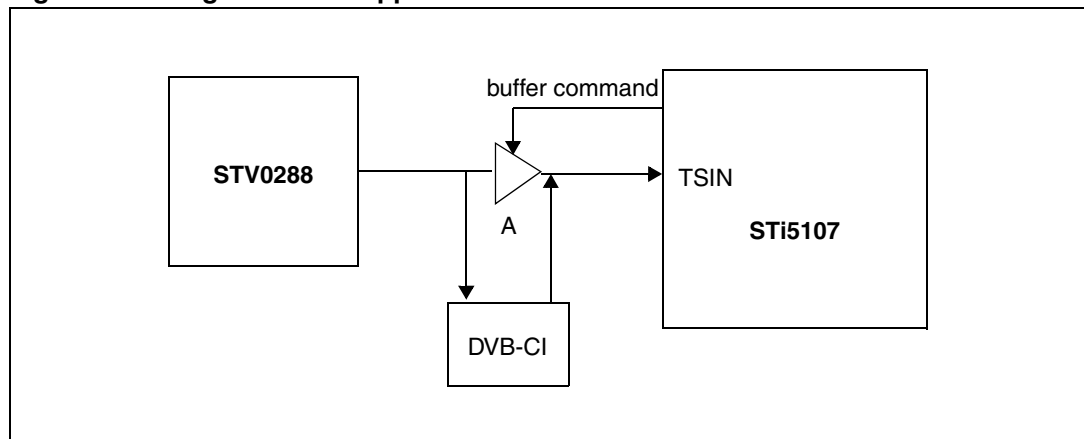 buffer command
STV0288
TSIN
A
STi5107
DVB-CI